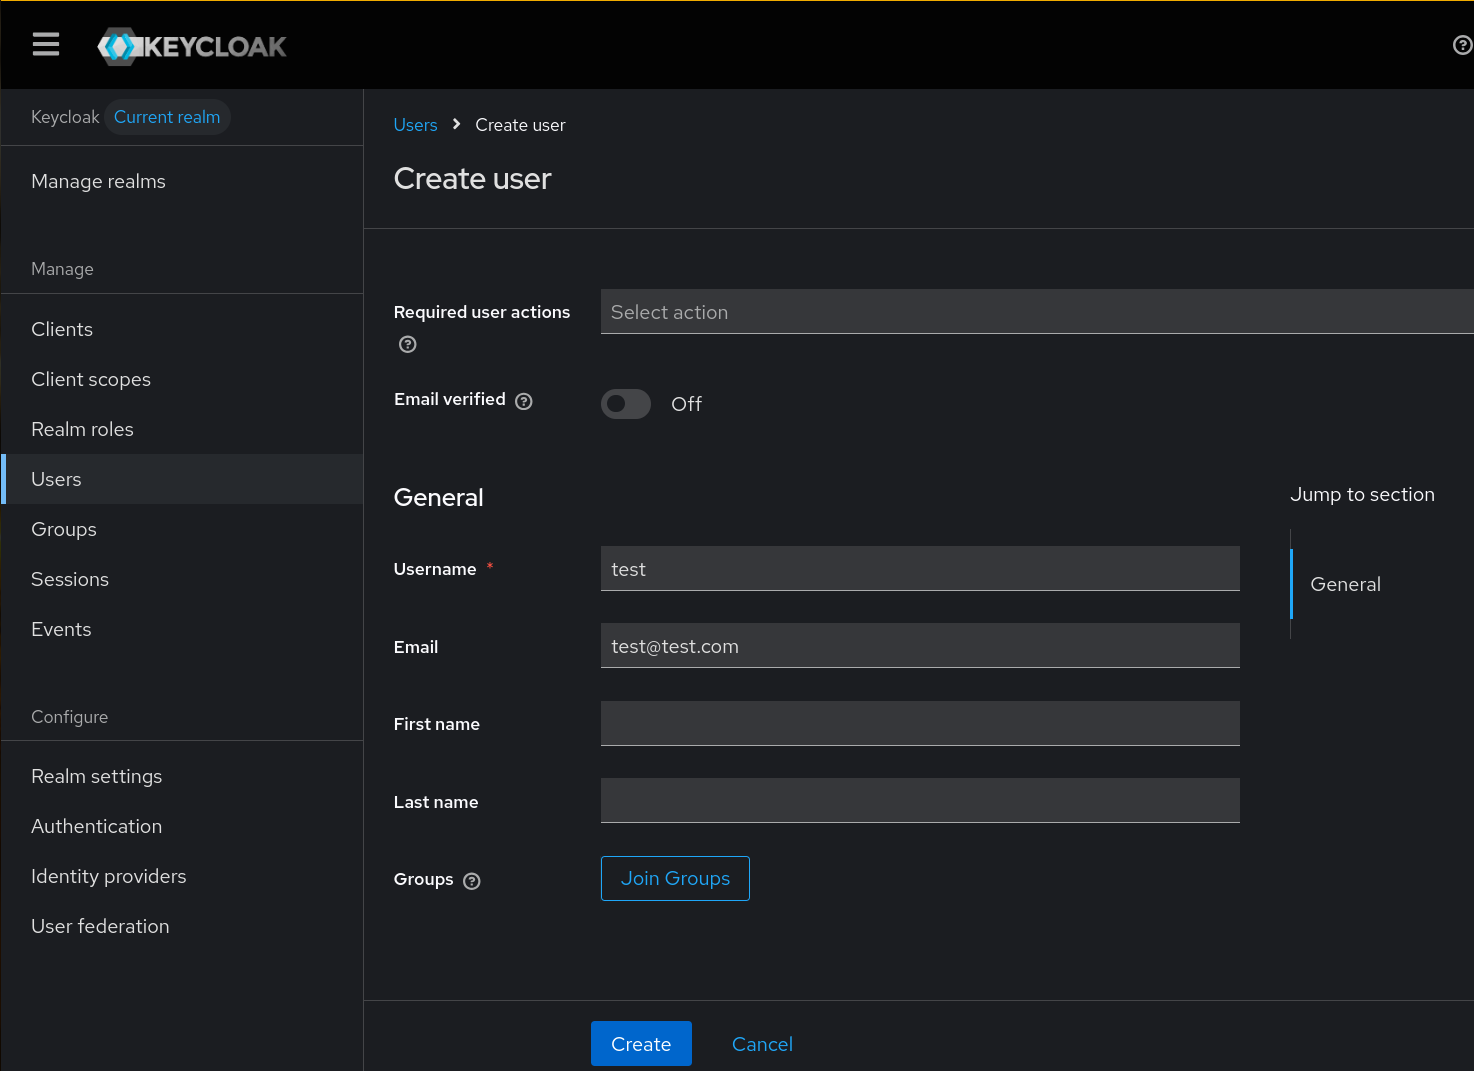 KEYCLOAK
Keycloak Current realm
Manage realms
Manage
Clients
Client scopes
Realm roles
Users
Groups
Sessions
Events
Configure
Realm settings
Authentication
Identity providers
User federation
Users > Create user
Create user
Required user actions
Select action
Email verified
Off
General
Username *
test
Email
test@test.com
First name
Last name
Groups
Join Groups
Jump to section
General
Create
Cancel